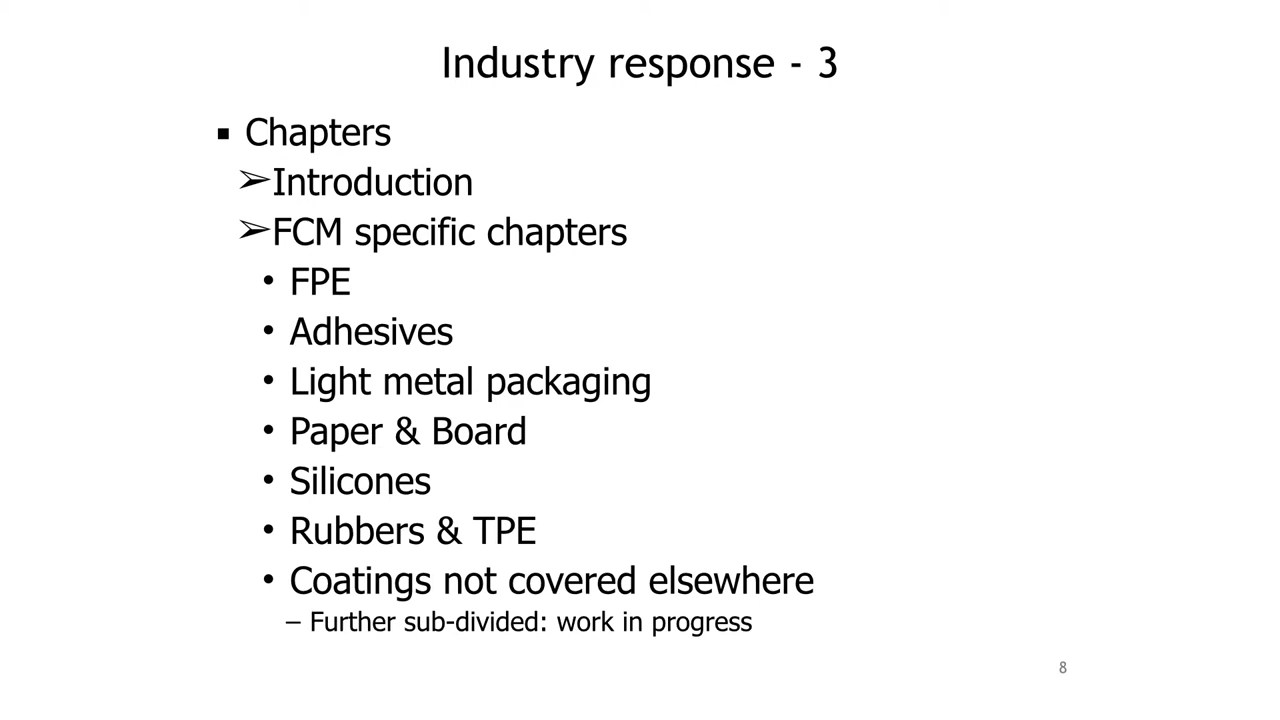 Industry response - 3
▪ Chapters
➢Introduction
➢FCM specific chapters
• FPE
• Adhesives
• Light metal packaging
• Paper & Board
• Silicones
• Rubbers & TPE
• Coatings not covered elsewhere
– Further sub-divided: work in progress
8